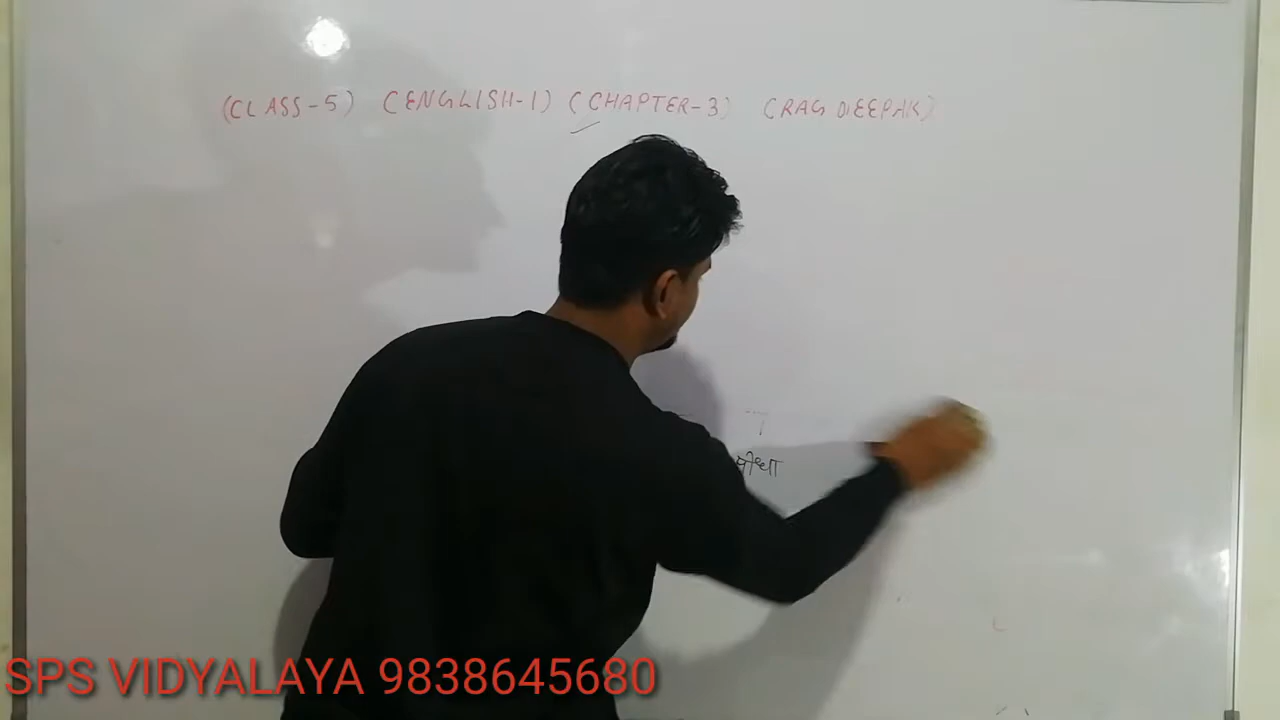 (CLASS-5) (ENGLISH-1) (CHAPTER-3) (RAG DEEPAK)
SPS VIDYALAYA 9838645680